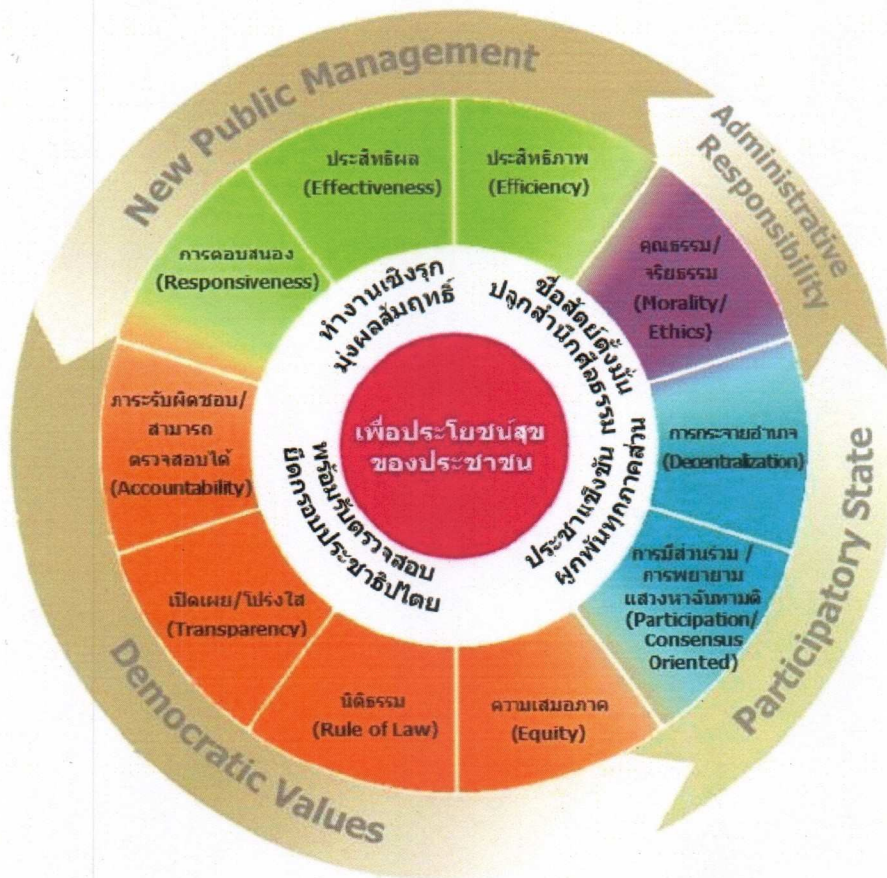 New Public Management
Administrative
Responsibility
Participatory State
Democratic Values
ประสิทธิผล
(Effectiveness)
ประสิทธิภาพ
(Efficiency)
คุณธรรม/
จริยธรรม
(Morality/
Ethics)
การกระจายอำนาจ
(Decentralization)
การมีส่วนร่วม /
การพยายาม
แสวงหาฉันทามติ
(Participation/
Consensus
Oriented)
ความเสมอภาค
(Equity)
นิติธรรม
(Rule of Law)
เปิดเผย/โปร่งใส
(Transparency)
ภาระรับผิดชอบ/
สามารถ
ตรวจสอบได้
(Accountability)
การตอบสนอง
(Responsiveness)
ทำงานเชิงรุก
มุ่งผลสัมฤทธิ์
ซื่อสัตย์ตั้งมั่น
ปลูกสำนึกศีลธรรม
ประชาแข็งขัน
ผูกพันทุกภาคส่วน
พร้อมรับตรวจสอบ
ยึดกรอบประชาธิปไตย
เพื่อประโยชน์สุข
ของประชาชน